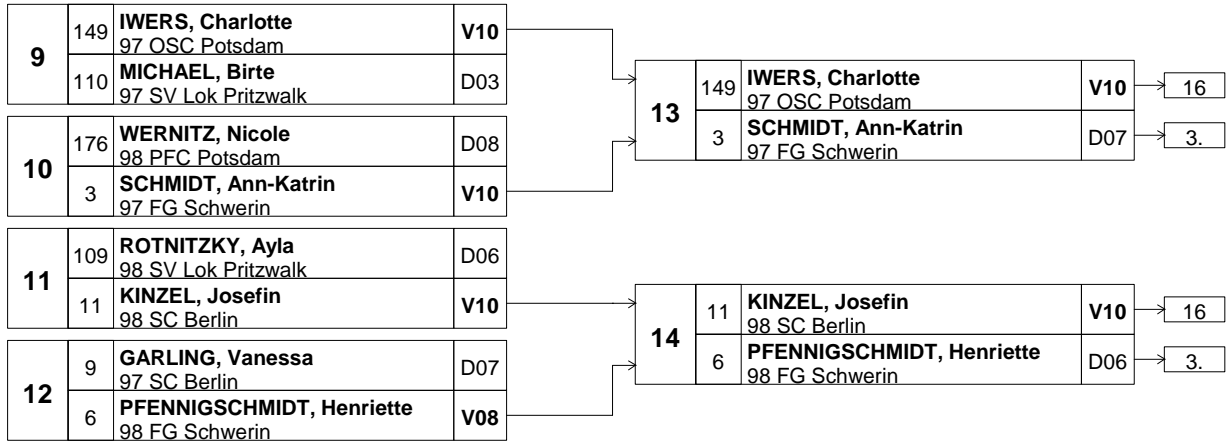 9
149 IWERS, Charlotte V10
97 OSC Potsdam
110 MICHAEL, Birte D03
97 SV Lok Pritzwalk
10
176 WERNITZ, Nicole D08
98 PFC Potsdam
3 SCHMIDT, Ann-Katrin V10
97 FG Schwerin
11
109 ROTNITZKY, Ayla D06
98 SV Lok Pritzwalk
11 KINZEL, Josefin V10
98 SC Berlin
12
9 GARLING, Vanessa D07
97 SC Berlin
6 PFENNIGSCHMIDT, Henriette V08
98 FG Schwerin
13
149 IWERS, Charlotte V10 16
97 OSC Potsdam
3 SCHMIDT, Ann-Katrin D07 3.
97 FG Schwerin
14
11 KINZEL, Josefin V10 16
98 SC Berlin
6 PFENNIGSCHMIDT, Henriette D06 3.
98 FG Schwerin